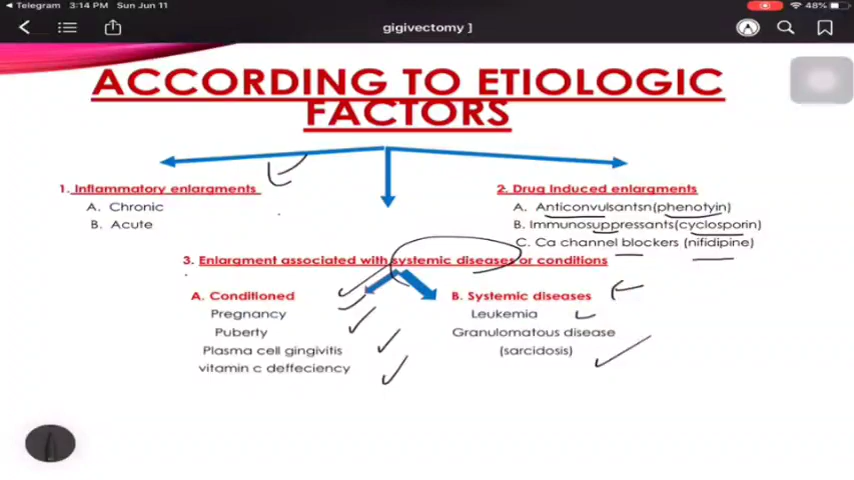 Telegram 3:14 PM Sun Jun 11 48%
gigivectomy ]
ACCORDING TO ETIOLOGIC
FACTORS
1. Inflammatory enlargments
A. Chronic
B. Acute
2. Drug Induced enlargments
A. Anticonvulsantsn(phenotyin)
B. Immunosuppressants(cyclosporin)
C. Ca channel blockers (nifidipine)
3. Enlargment associated with systemic diseases or conditions
A. Conditioned
Pregnancy
Puberty
Plasma cell gingivitis
vitamin c deffeciency
B. Systemic diseases
Leukemia
Granulomatous disease
(sarcidosis)